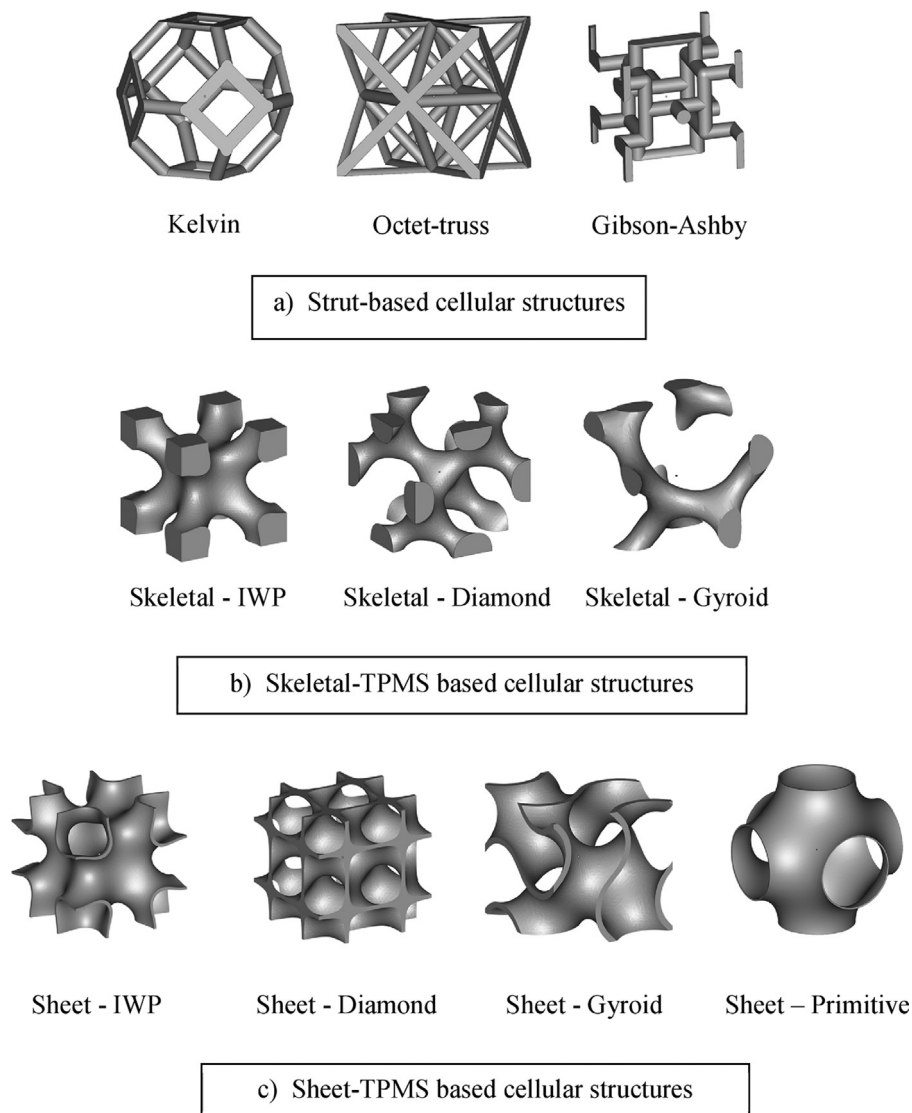 Kelvin
Octet-truss
Gibson-Ashby
a) Strut-based cellular structures
Skeletal - IWP
Skeletal - Diamond
Skeletal - Gyroid
b) Skeletal-TPMS based cellular structures
Sheet - IWP
Sheet - Diamond
Sheet - Gyroid
Sheet – Primitive
c) Sheet-TPMS based cellular structures